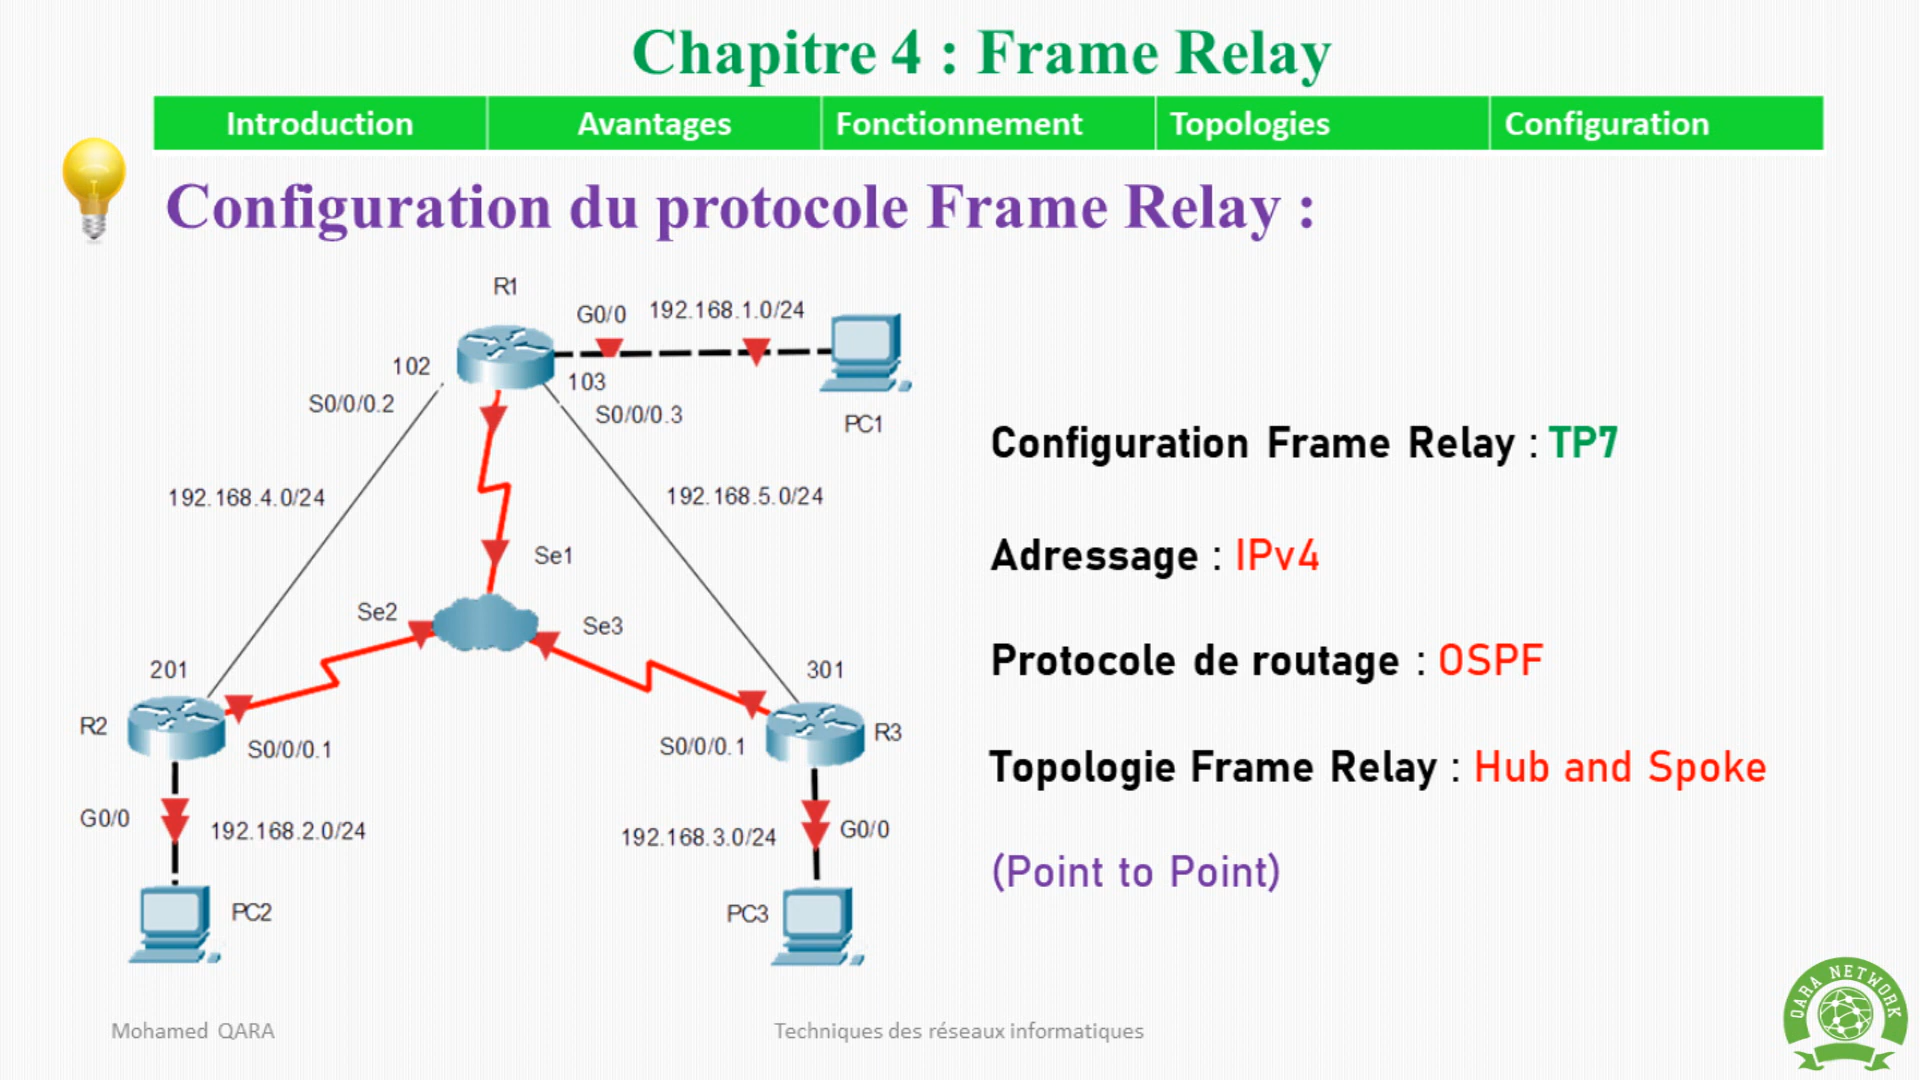 Chapitre 4 : Frame Relay
Introduction Avantages Fonctionnement Topologies Configuration
Configuration du protocole Frame Relay :
R1
G0/0 192.168.1.0/24
102
103
S0/0/0.2
S0/0/0.3
PC1
192.168.4.0/24
192.168.5.0/24
Se1
Se2
Se3
201
301
R2
R3
S0/0/0.1
S0/0/0.1
G0/0
192.168.2.0/24
192.168.3.0/24
G0/0
PC2
PC3
Configuration Frame Relay : TP7
Adressage : IPv4
Protocole de routage : OSPF
Topologie Frame Relay : Hub and Spoke
(Point to Point)
Mohamed QARA
Techniques des réseaux informatiques
QARA NETWORK